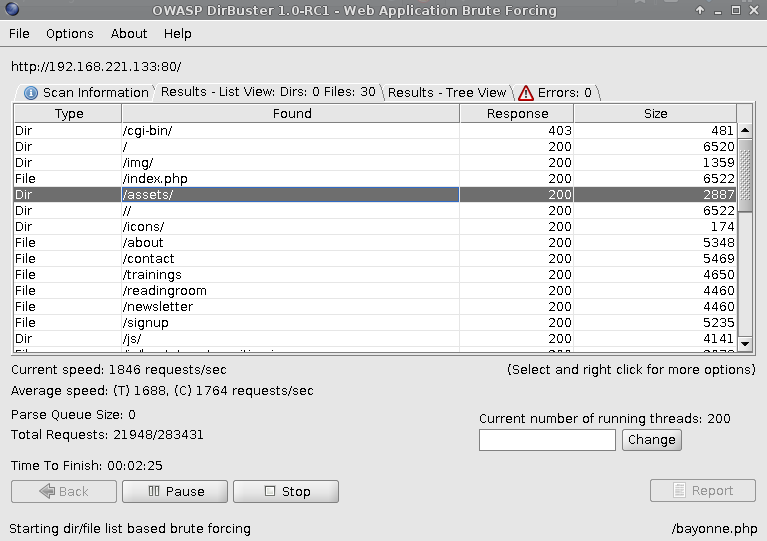 OWASP DirBuster 1.0-RC1 - Web Application Brute Forcing
File Options About Help
http://192.168.221.133:80/
Scan Information Results - List View: Dirs: 0 Files: 30 Results - Tree View Errors: 0
Type Found Response Size
Dir /cgi-bin/ 403 481
Dir / 200 6520
Dir /img/ 200 1359
File /index.php 200 6522
Dir /assets/ 200 2887
Dir // 200 6522
Dir /icons/ 200 174
File /about 200 5348
File /contact 200 5469
File /trainings 200 4650
File /readingroom 200 4460
File /newsletter 200 4460
File /signup 200 5235
Dir /js/ 200 4141
Current speed: 1846 requests/sec (Select and right click for more options)
Average speed: (T) 1688, (C) 1764 requests/sec
Parse Queue Size: 0 Current number of running threads: 200
Total Requests: 21948/283431 Change
Time To Finish: 00:02:25
Back Pause Stop Report
Starting dir/file list based brute forcing /bayonne.php